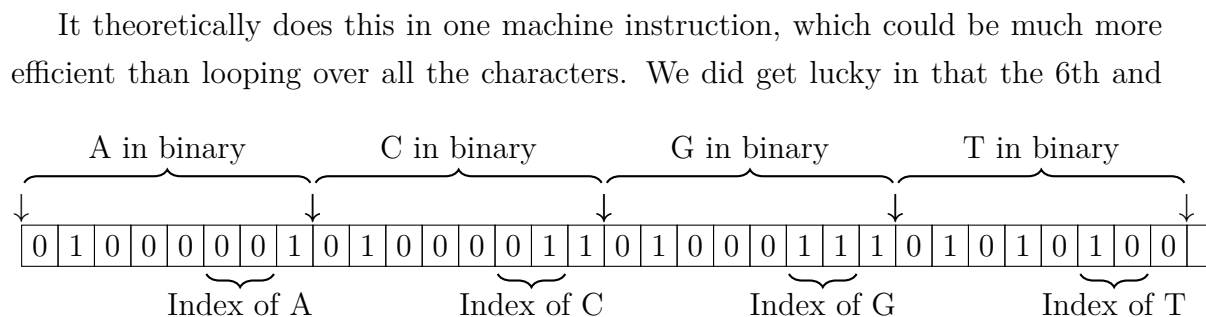 It theoretically does this in one machine instruction, which could be much more
efficient than looping over all the characters. We did get lucky in that the 6th and
A in binary C in binary G in binary T in binary
0 1 0 0 0 0 0 1 0 1 0 0 0 0 1 1 0 1 0 0 0 1 1 1 0 1 0 1 0 1 0 0
Index of A Index of C Index of G Index of T